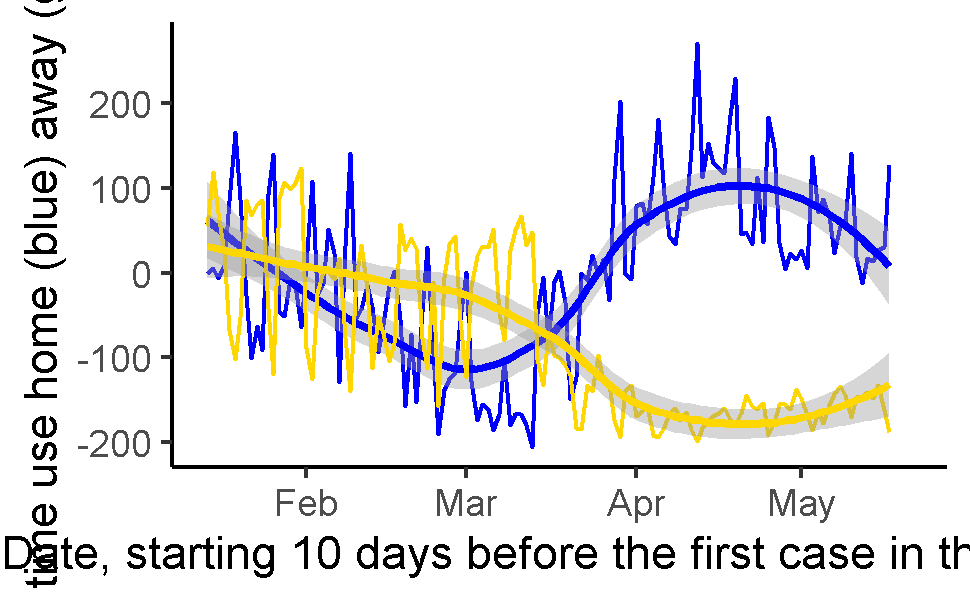 time use home (blue) away (
200
100
0
-100
-200
Feb Mar Apr May
Date, starting 10 days before the first case in th